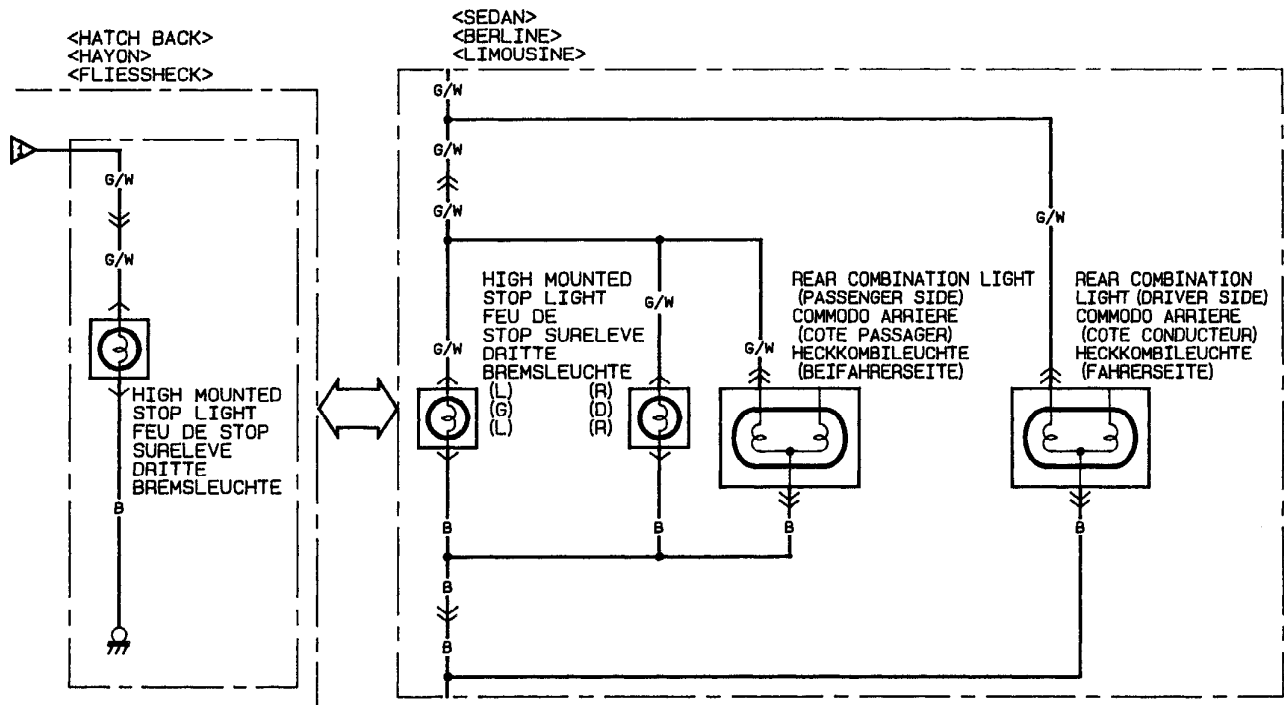 <HATCH BACK>
<HAYON>
<FLIESSHECK>
1
G/W
G/W
HIGH MOUNTED
STOP LIGHT
FEU DE STOP
SURELEVE
DRITTE
BREMSLEUCHTE
B
<SEDAN>
<BERLINE>
<LIMOUSINE>
G/W
G/W
G/W
G/W
HIGH MOUNTED
STOP LIGHT
FEU DE
STOP SURELEVE
DRITTE
BREMSLEUCHTE
(L) (R)
(G) (D)
(L) (R)
G/W
G/W
G/W
REAR COMBINATION LIGHT
(PASSENGER SIDE)
COMMODO ARRIERE
(COTE PASSAGER)
HECKKOMBILEUCHTE
(BEIFAHRERSEITE)
REAR COMBINATION
LIGHT (DRIVER SIDE)
COMMODO ARRIERE
(COTE CONDUCTEUR)
HECKKOMBILEUCHTE
(FAHRERSEITE)
B
B
B
B
B
B